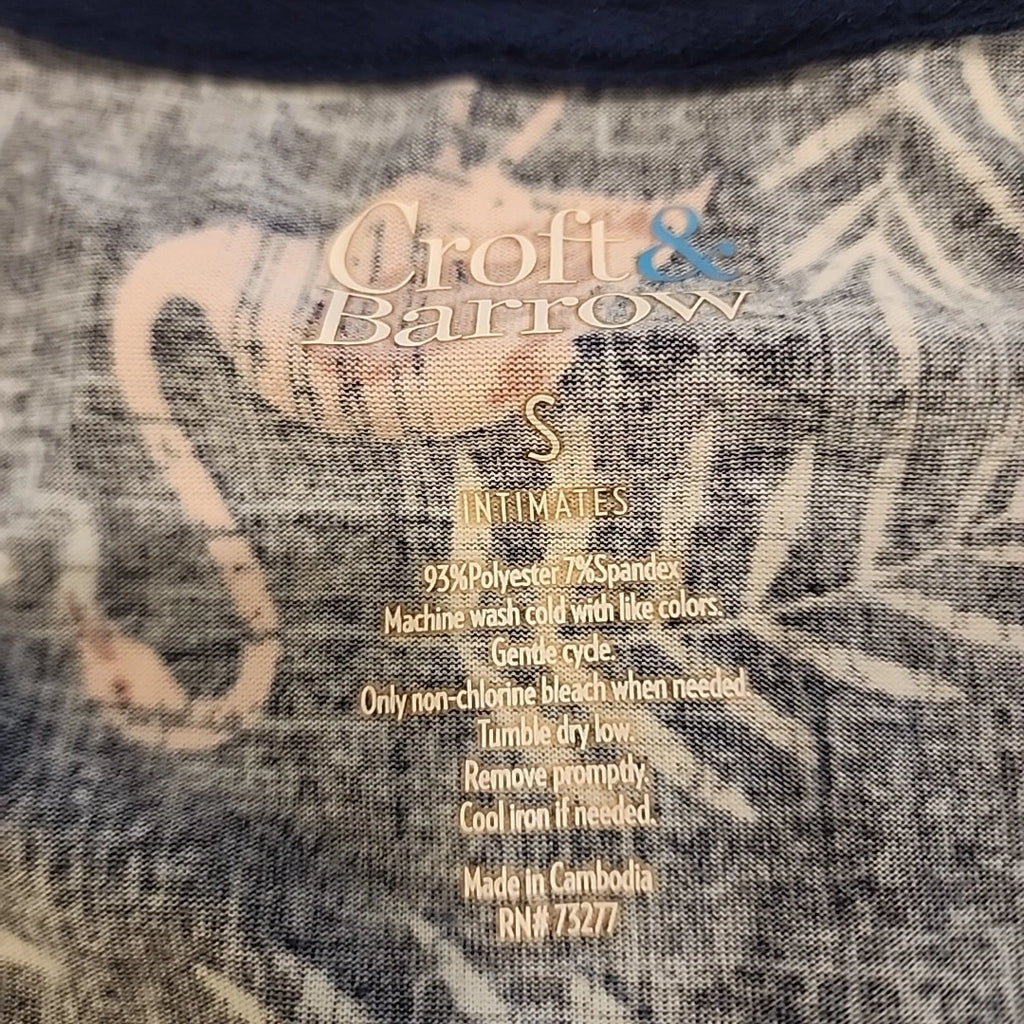 Croft &
Barrow
S
INTIMATES
93%Polyester 7%Spandex
Machine wash cold with like colors.
Gentle cycle.
Only non-chlorine bleach when needed.
Tumble dry low.
Remove promptly.
Cool iron if needed.
Made in Cambodia
RN# 73277